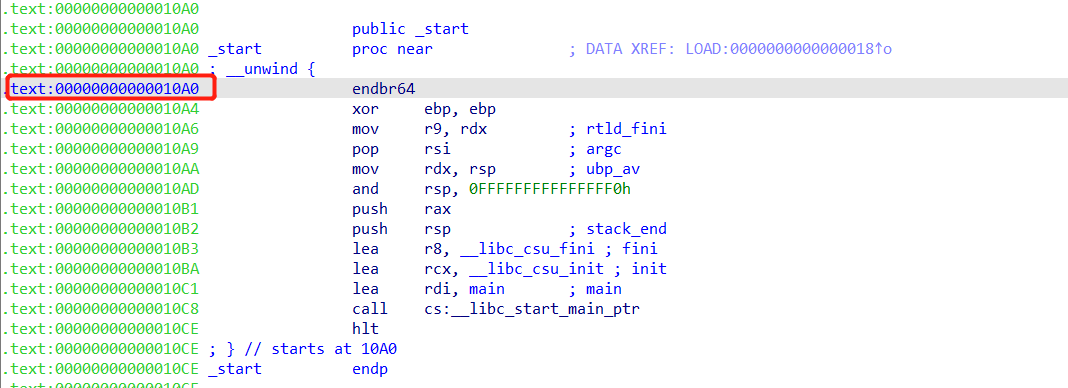 .text:00000000000010A0
.text:00000000000010A0 public _start
.text:00000000000010A0 _start proc near ; DATA XREF: LOAD:0000000000000018↑o
.text:00000000000010A0 ; __unwind {
.text:00000000000010A0 endbr64
.text:00000000000010A4 xor ebp, ebp
.text:00000000000010A6 mov r9, rdx ; rtld_fini
.text:00000000000010A9 pop rsi ; argc
.text:00000000000010AA mov rdx, rsp ; ubp_av
.text:00000000000010AD and rsp, 0FFFFFFFFFFFFFFF0h
.text:00000000000010B1 push rax
.text:00000000000010B2 push rsp ; stack_end
.text:00000000000010B3 lea r8, __libc_csu_fini ; fini
.text:00000000000010BA lea rcx, __libc_csu_init ; init
.text:00000000000010C1 lea rdi, main ; main
.text:00000000000010C8 call cs:__libc_start_main_ptr
.text:00000000000010CE hlt
.text:00000000000010CE ; } // starts at 10A0
.text:00000000000010CE _start endp
.text:00000000000010CE